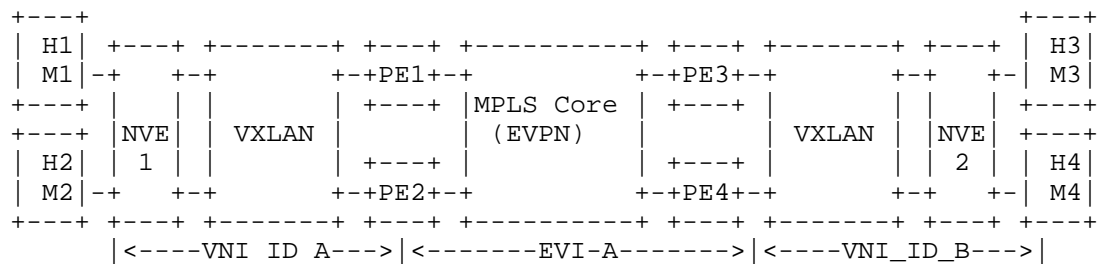 +---+                                                           +---+
| H1| +---+ +-------+ +---+ +----------+ +---+ +-------+ +---+ | H3|
| M1|-+   +-+       +-+PE1+-+          +-+PE3+-+       +-+   +-| M3|
+---+ |   | |       | +---+ |MPLS Core | +---+ |       | |   | +---+
+---+ |NVE| | VXLAN |       | (EVPN)   |       | VXLAN | |NVE| +---+
| H2| | 1 | |       | +---+ |          | +---+ |       | | 2 | | H4|
| M2|-+   +-+       +-+PE2+-+          +-+PE4+-+       +-+   +-| M4|
+---+ +---+ +-------+ +---+ +----------+ +---+ +-------+ +---+ +---+
|<----VNI ID A--->|<-------EVI-A------->|<----VNI_ID_B--->|